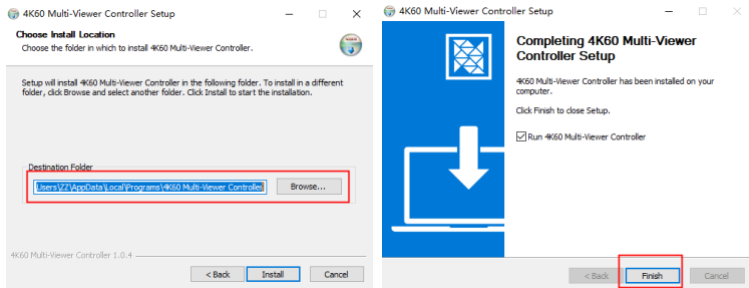 4K60 Multi-Viewer Controller Setup
Choose Install Location
Choose the folder in which to install 4K60 Multi-Viewer Controller.
Setup will install 4K60 Multi-Viewer Controller in the following folder. To install in a different
folder, click Browse and select another folder. Click Install to start the installation.
Destination Folder
Users\ZZ\AppData\Local\Programs\4K60 Multi-Viewer Controller
Browse...
4K60 Multi-Viewer Controller 1.0.4
< Back
Install
Cancel
4K60 Multi-Viewer Controller Setup
Completing 4K60 Multi-Viewer
Controller Setup
4K60 Multi-Viewer Controller has been installed on your
computer.
Click Finish to close Setup.
Run 4K60 Multi-Viewer Controller
< Back
Finish
Cancel